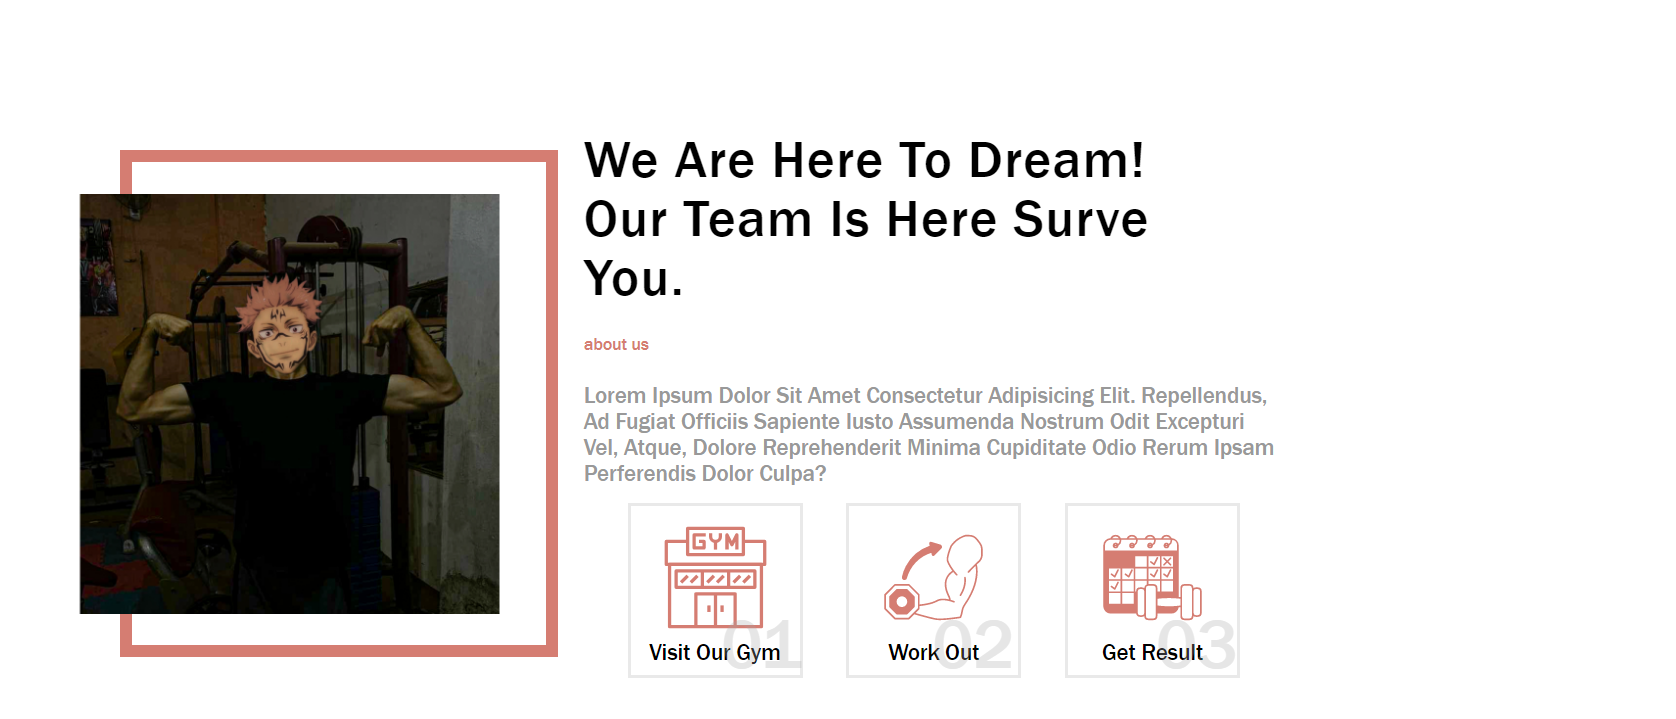 We Are Here To Dream!
Our Team Is Here Surve
You.
about us
Lorem Ipsum Dolor Sit Amet Consectetur Adipisicing Elit. Repellendus,
Ad Fugiat Officiis Sapiente Iusto Assumenda Nostrum Odit Excepturi
Vel, Atque, Dolore Reprehenderit Minima Cupiditate Odio Rerum Ipsam
Perferendis Dolor Culpa?
GYM
01
Visit Our Gym
02
Work Out
03
Get Result